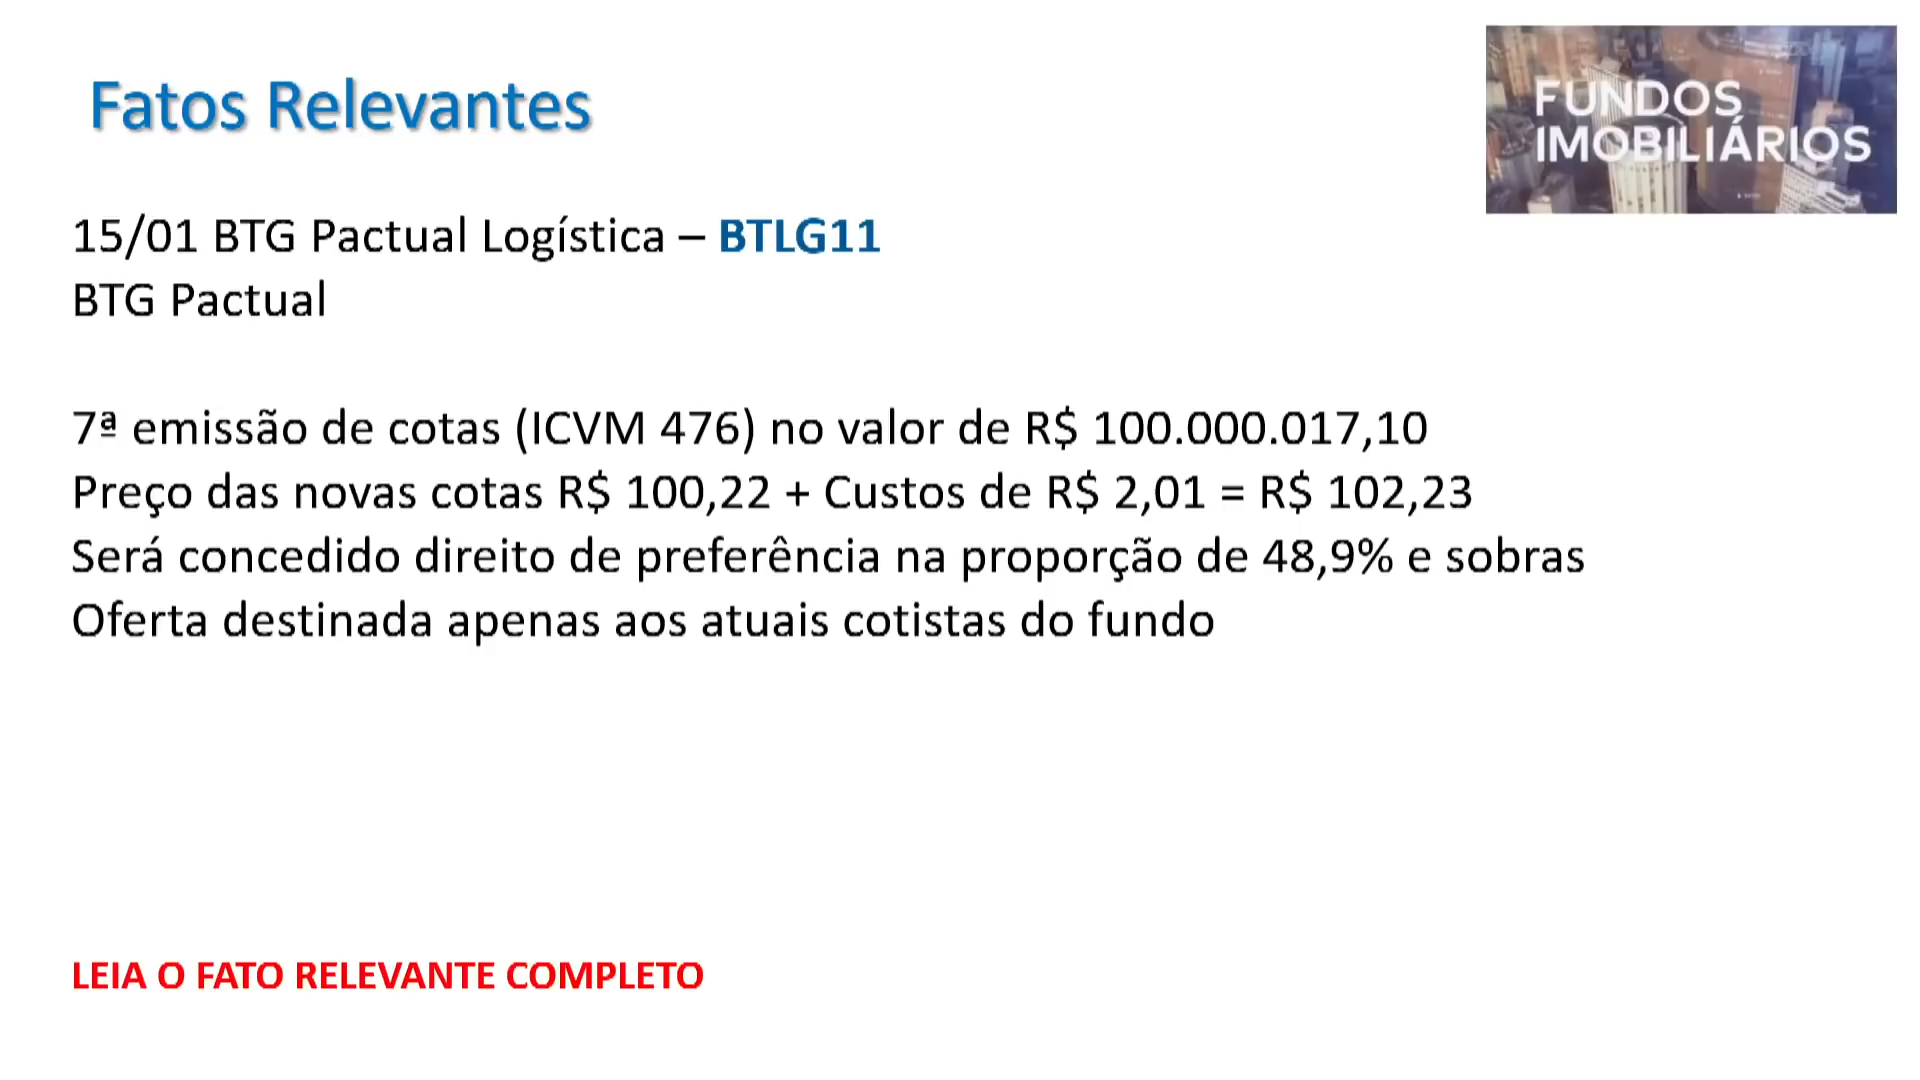 Fatos Relevantes
FUNDOS
IMOBILIÁRIOS
15/01 BTG Pactual Logística – BTLG11
BTG Pactual
7ª emissão de cotas (ICVM 476) no valor de R$ 100.000.017,10
Preço das novas cotas R$ 100,22 + Custos de R$ 2,01 = R$ 102,23
Será concedido direito de preferência na proporção de 48,9% e sobras
Oferta destinada apenas aos atuais cotistas do fundo
LEIA O FATO RELEVANTE COMPLETO